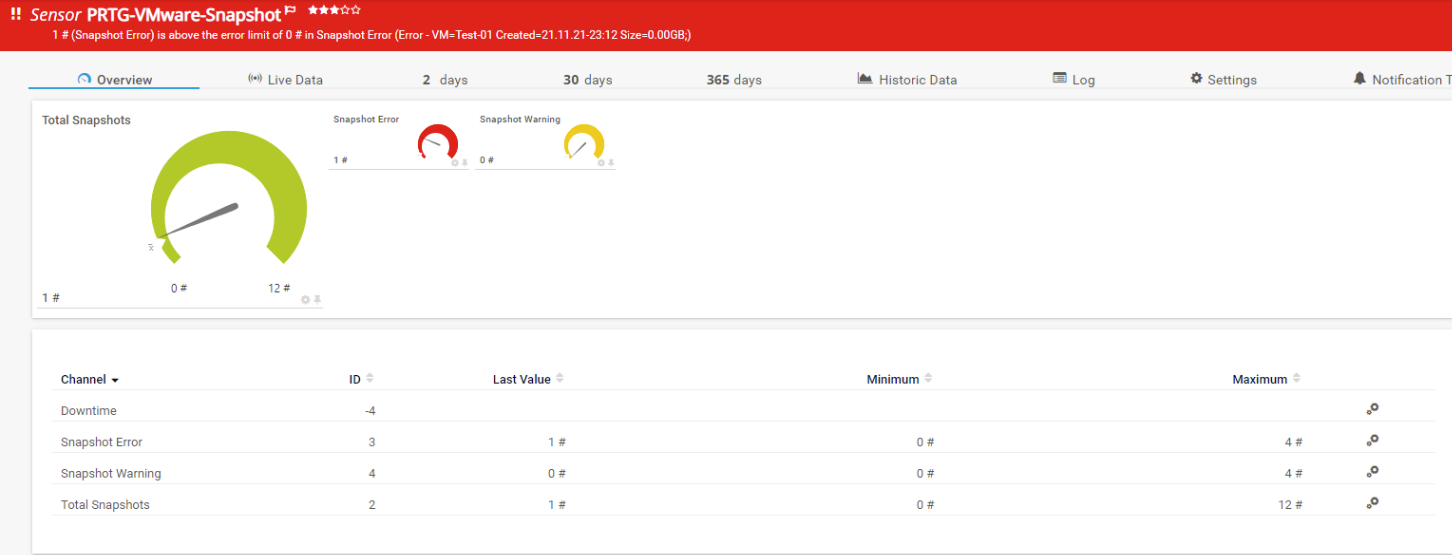 !! Sensor PRTG-VMware-Snapshot
1 # (Snapshot Error) is above the error limit of 0 # in Snapshot Error (Error - VM=Test-01 Created=21.11.21-23:12 Size=0.00GB;)
Overview Live Data 2 days 30 days 365 days Historic Data Log Settings Notification T
Total Snapshots
0 # 12 #
1 #
Snapshot Error
1 #
Snapshot Warning
0 #
Channel ID Last Value Minimum Maximum
Downtime -4
Snapshot Error 3 1 # 0 # 4 #
Snapshot Warning 4 0 # 0 # 4 #
Total Snapshots 2 1 # 0 # 12 #